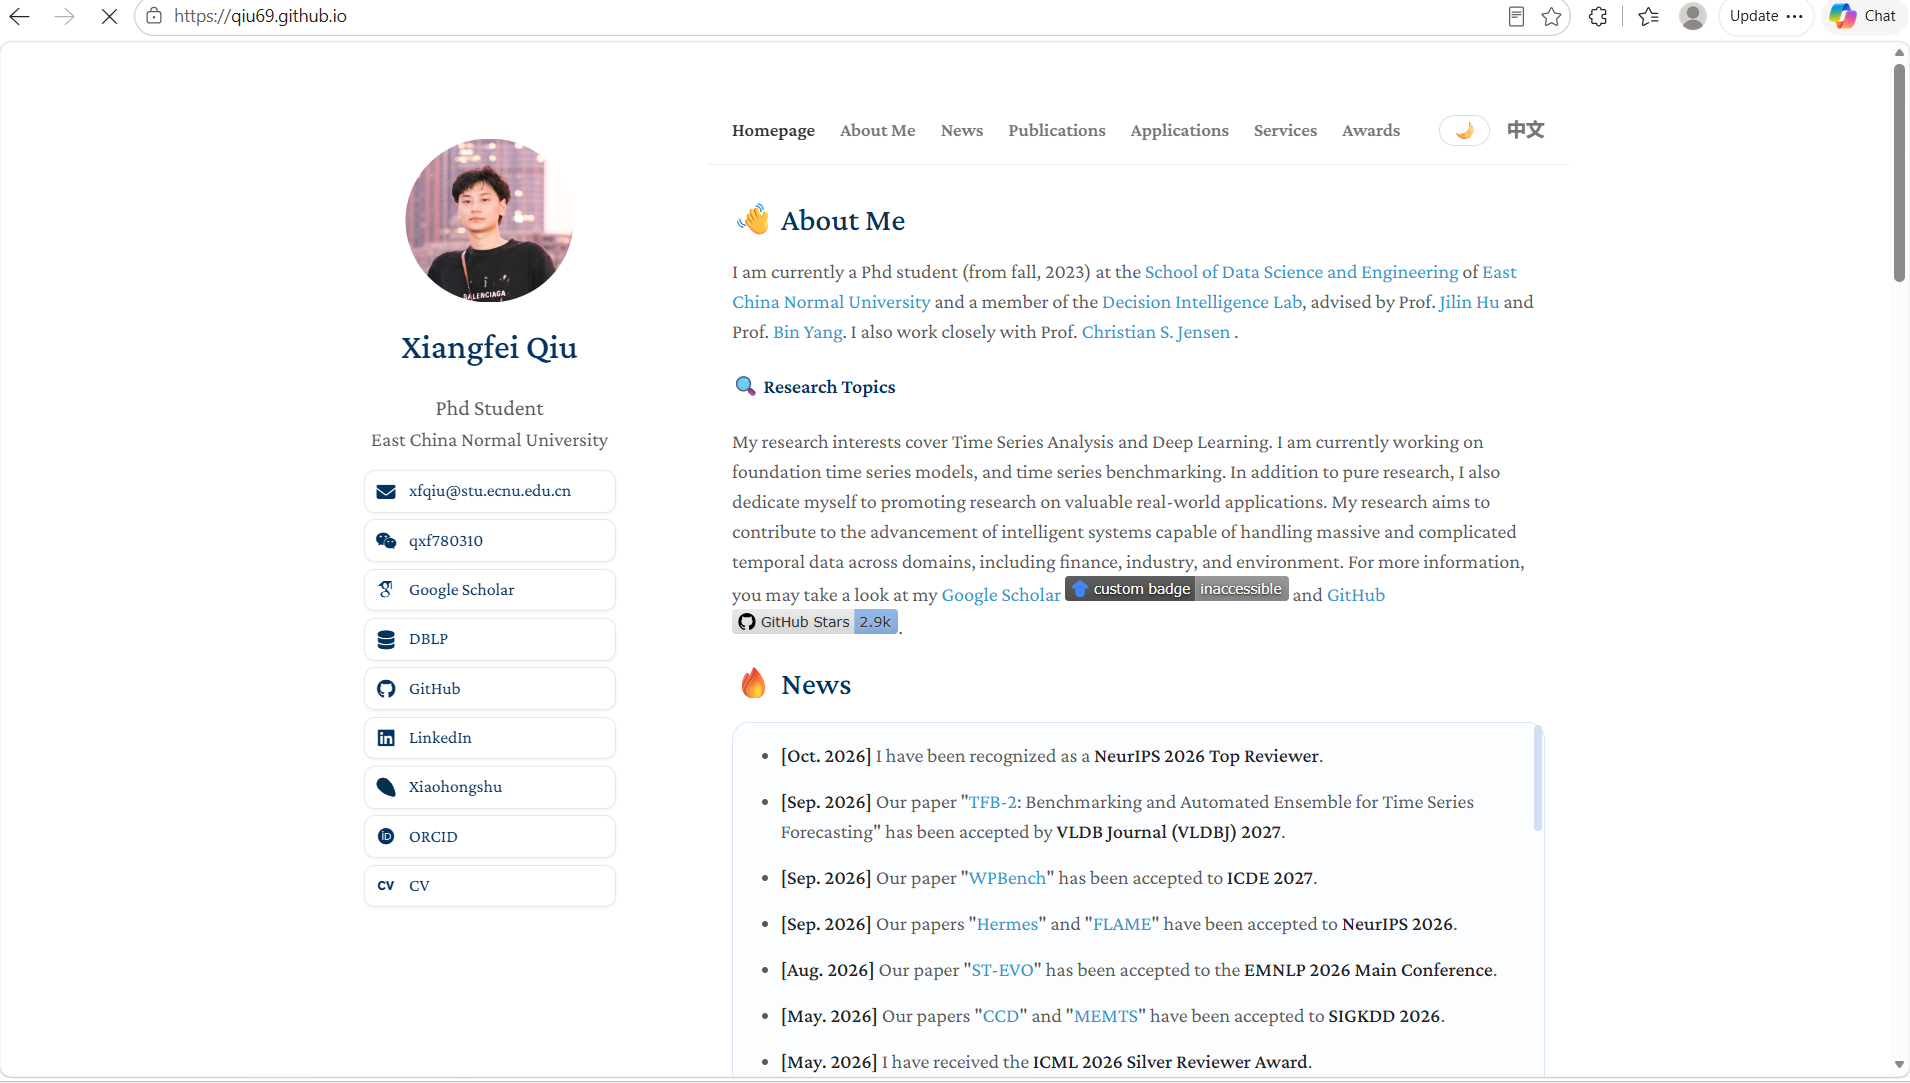 https://qiu69.github.io
Update
Chat
Homepage About Me News Publications Applications Services Awards 中文
BALENCIAGA
Xiangfei Qiu
Phd Student
East China Normal University
xfqiu@stu.ecnu.edu.cn
qxf780310
Google Scholar
DBLP
GitHub
LinkedIn
Xiaohongshu
ORCID
CV CV
👋 About Me
I am currently a Phd student (from fall, 2023) at the School of Data Science and Engineering of East
China Normal University and a member of the Decision Intelligence Lab, advised by Prof. Jilin Hu and
Prof. Bin Yang. I also work closely with Prof. Christian S. Jensen .
🔍 Research Topics
My research interests cover Time Series Analysis and Deep Learning. I am currently working on
foundation time series models, and time series benchmarking. In addition to pure research, I also
dedicate myself to promoting research on valuable real-world applications. My research aims to
contribute to the advancement of intelligent systems capable of handling massive and complicated
temporal data across domains, including finance, industry, and environment. For more information,
you may take a look at my Google Scholar custom badge inaccessible and GitHub
GitHub Stars 2.9k.
🔥 News
• [Oct. 2026] I have been recognized as a NeurIPS 2026 Top Reviewer.
• [Sep. 2026] Our paper "TFB-2: Benchmarking and Automated Ensemble for Time Series
Forecasting" has been accepted by VLDB Journal (VLDBJ) 2027.
• [Sep. 2026] Our paper "WPBench" has been accepted to ICDE 2027.
• [Sep. 2026] Our papers "Hermes" and "FLAME" have been accepted to NeurIPS 2026.
• [Aug. 2026] Our paper "ST-EVO" has been accepted to the EMNLP 2026 Main Conference.
• [May. 2026] Our papers "CCD" and "MEMTS" have been accepted to SIGKDD 2026.
• [May. 2026] I have received the ICML 2026 Silver Reviewer Award.